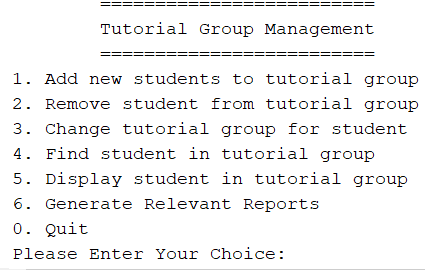 =========================
Tutorial Group Management
=========================
1. Add new students to tutorial group
2. Remove student from tutorial group
3. Change tutorial group for student
4. Find student in tutorial group
5. Display student in tutorial group
6. Generate Relevant Reports
0. Quit
Please Enter Your Choice: